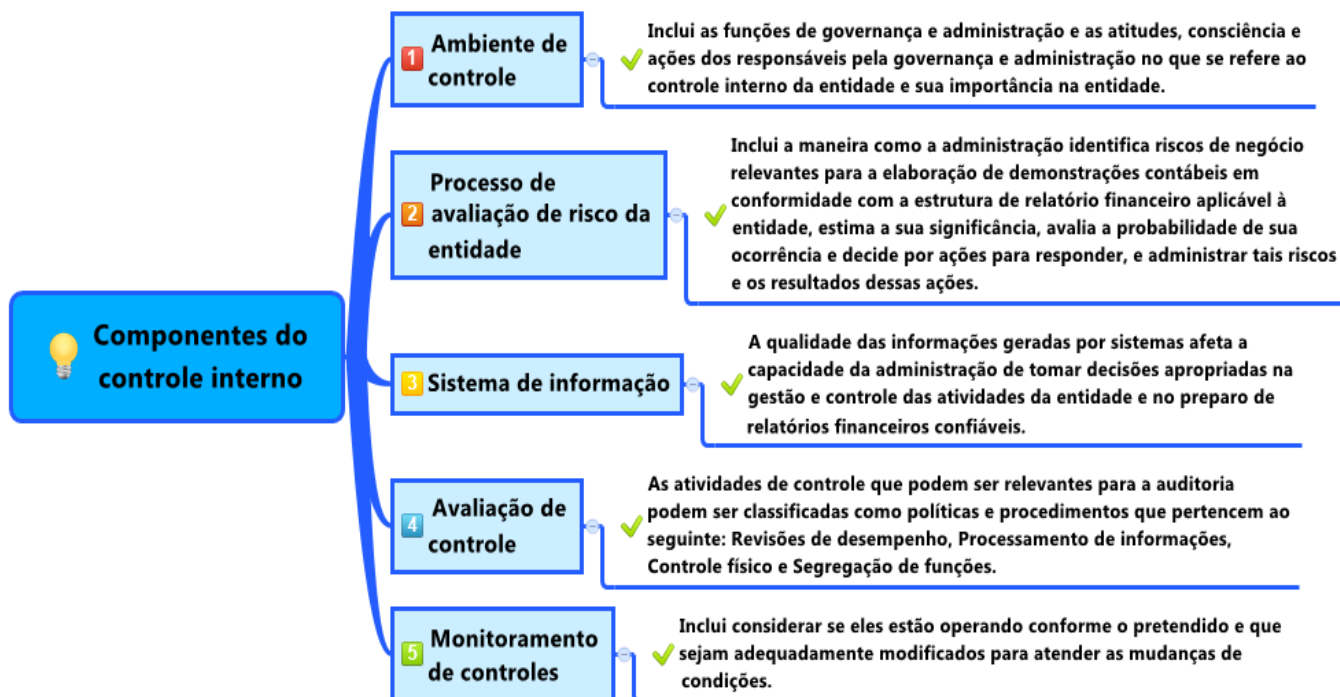 Componentes do
controle interno
1 Ambiente de
controle
Inclui as funções de governança e administração e as atitudes, consciência e
ações dos responsáveis pela governança e administração no que se refere ao
controle interno da entidade e sua importância na entidade.
2 Processo de
avaliação de risco da
entidade
Inclui a maneira como a administração identifica riscos de negócio
relevantes para a elaboração de demonstrações contábeis em
conformidade com a estrutura de relatório financeiro aplicável à
entidade, estima a sua significância, avalia a probabilidade de sua
ocorrência e decide por ações para responder, e administrar tais riscos
e os resultados dessas ações.
3 Sistema de informação
A qualidade das informações geradas por sistemas afeta a
capacidade da administração de tomar decisões apropriadas na
gestão e controle das atividades da entidade e no preparo de
relatórios financeiros confiáveis.
4 Avaliação de
controle
As atividades de controle que podem ser relevantes para a auditoria
podem ser classificadas como políticas e procedimentos que pertencem ao
seguinte: Revisões de desempenho, Processamento de informações,
Controle físico e Segregação de funções.
5 Monitoramento
de controles
Inclui considerar se eles estão operando conforme o pretendido e que
sejam adequadamente modificados para atender as mudanças de
condições.